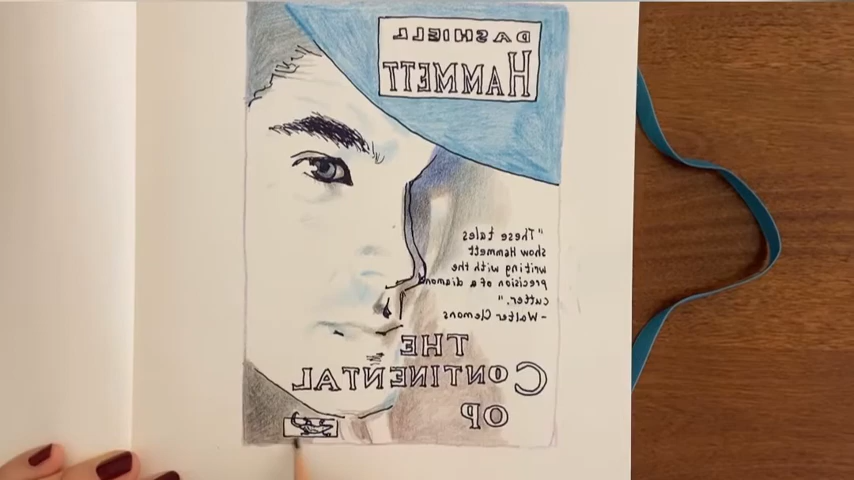 DASHIELL
HAMMETT
"These tales
show Hammett
writing with the
precision of a diamond
cutter."
- Walter Clemons
THE
CONTINENTAL
OP